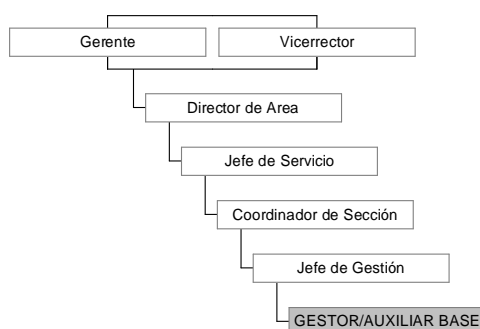 Gerente
Vicerrector
Director de Area
Jefe de Servicio
Coordinador de Sección
Jefe de Gestión
GESTOR/AUXILIAR BASE